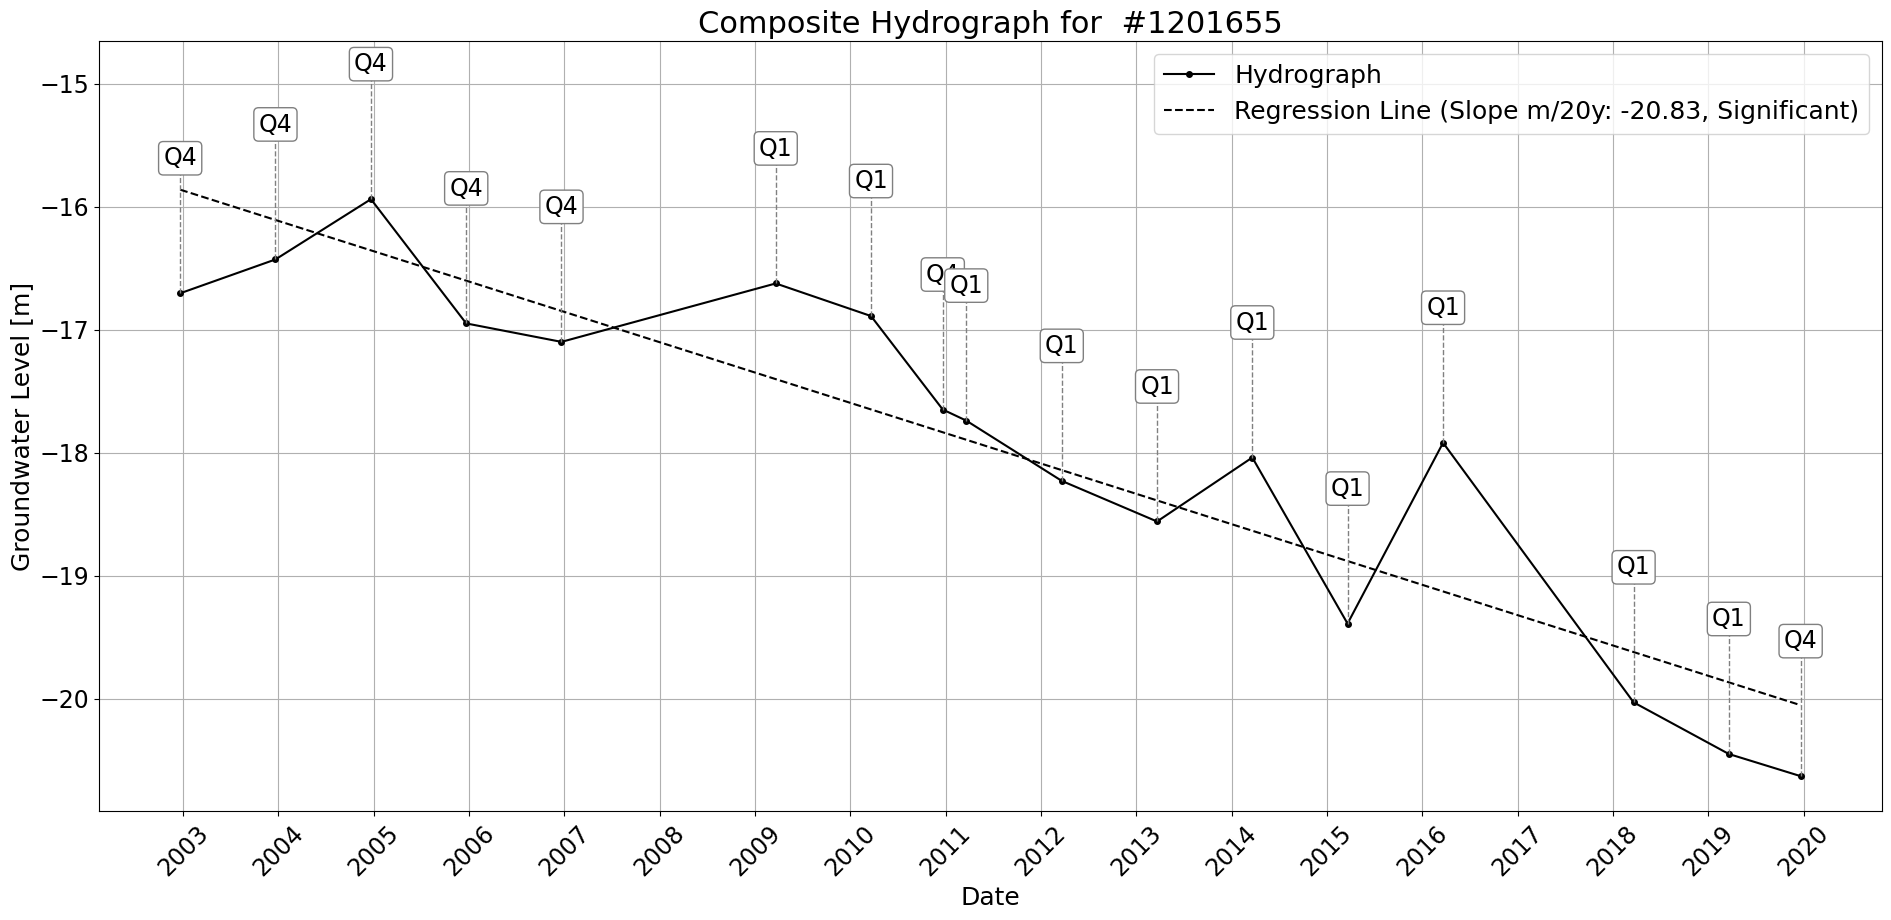 Composite Hydrograph for  #1201655
Hydrograph
Regression Line (Slope m/20y: -20.83, Significant)
Groundwater Level [m]
−15
−16
−17
−18
−19
−20
Q4
Q4
Q4
Q4
Q4
Q1
Q1
Q4
Q1
Q1
Q1
Q1
Q1
Q1
Q1
Q1
Q4
2003
2004
2005
2006
2007
2008
2009
2010
2011
2012
2013
2014
2015
2016
2017
2018
2019
2020
Date